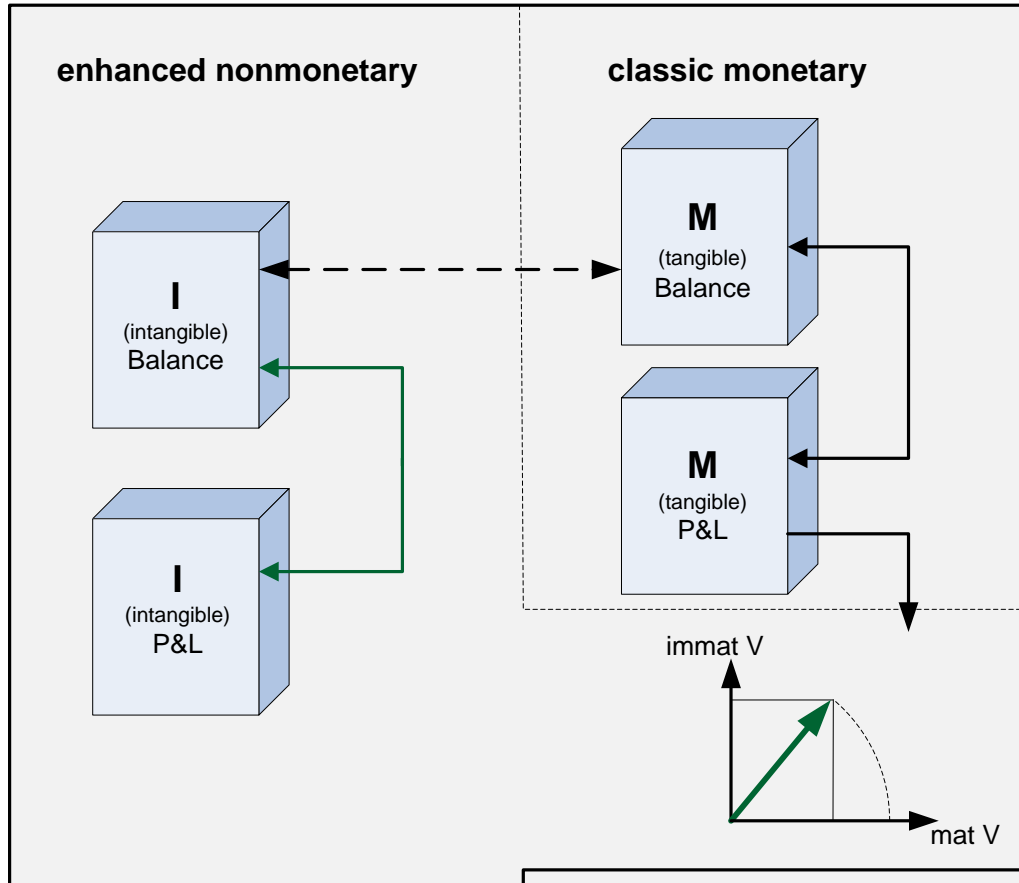 enhanced nonmonetary
classic monetary
M
(tangible)
Balance
I
(intangible)
Balance
M
(tangible)
P&L
I
(intangible)
P&L
immat V
mat V